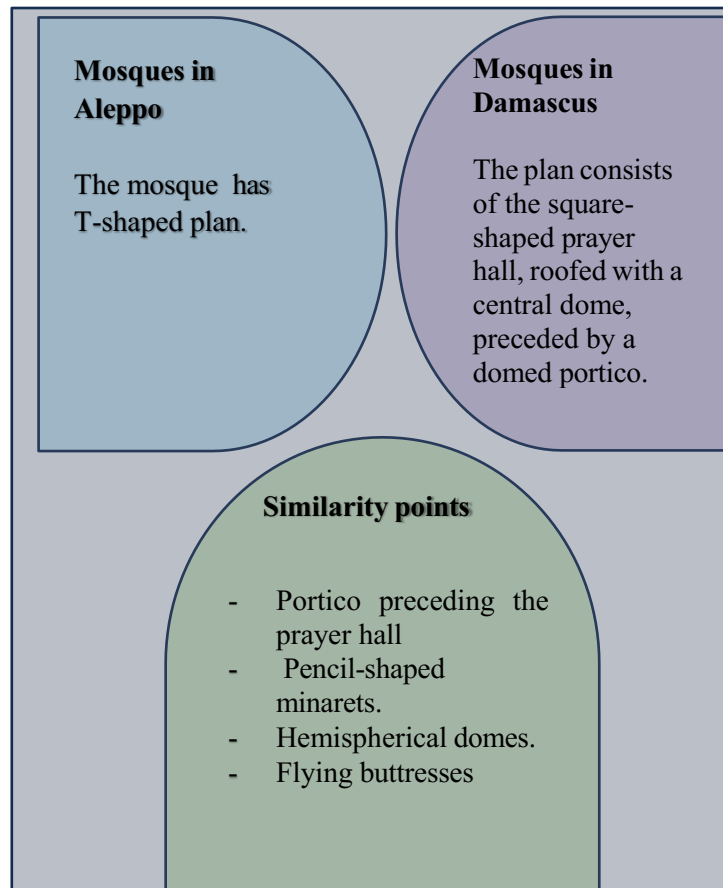 Mosques in
Aleppo
The mosque has
T-shaped plan.
Mosques in
Damascus
The plan consists
of the square-
shaped prayer
hall, roofed with a
central dome,
preceded by a
domed portico.
Similarity points
- Portico preceding the
prayer hall
- Pencil-shaped
minarets.
- Hemispherical domes.
- Flying buttresses